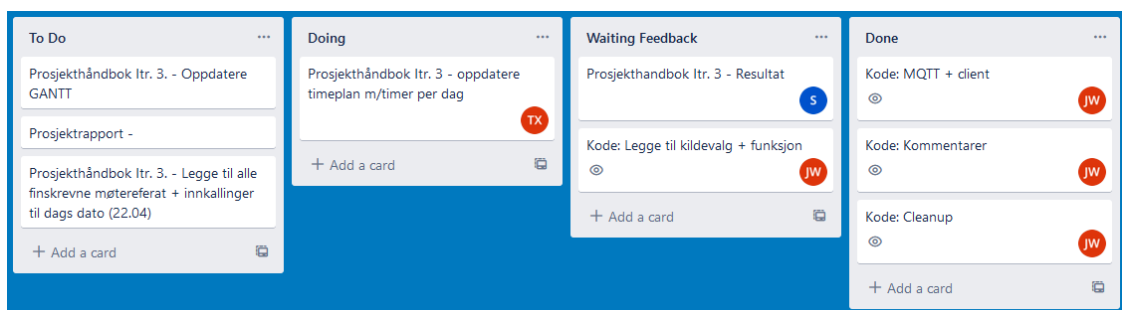 To Do
Prosjekthåndbok Itr. 3. - Oppdatere
GANTT
Prosjektrapport -
Prosjekthåndbok Itr. 3. - Legge til alle
finskrevne møtereferat + innkallinger
til dags dato (22.04)
+ Add a card
Doing
Prosjekthåndbok Itr. 3 - oppdatere
timeplan m/timer per dag
TX
+ Add a card
Waiting Feedback
Prosjekthandbok Itr. 3 - Resultat
S
Kode: Legge til kildevalg + funksjon
JW
+ Add a card
Done
Kode: MQTT + client
JW
Kode: Kommentarer
JW
Kode: Cleanup
JW
+ Add a card